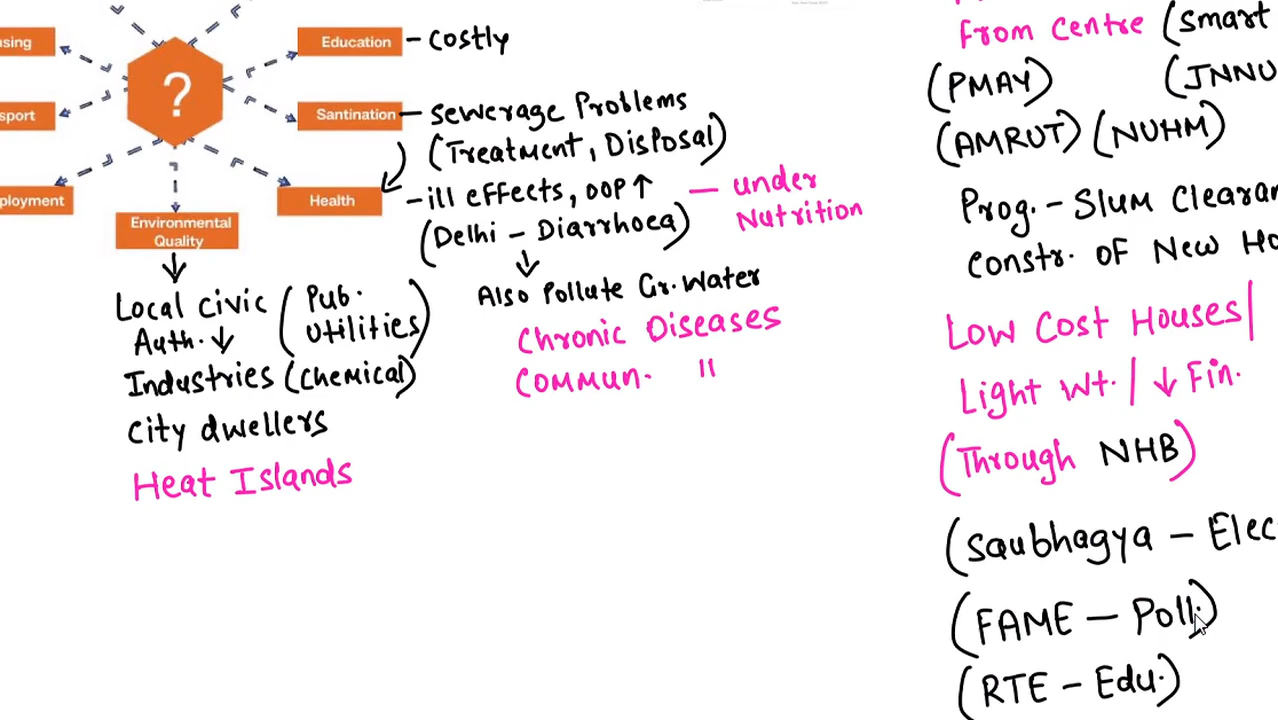 using
Education – costly
?
sport
Santination – Sewerage Problems
(Treatment, Disposal)
ployment
Health – ill effects, OOP ↑ – under
Nutrition
(Delhi – Diarrhoea)
Environmental
Quality
↓
Also Pollute Gr. Water
Chronic Diseases
Commun. "
Local civic (Pub.
Auth. ↓ utilities)
Industries (chemical)
city dwellers
Heat Islands
From centre (smart
(PMAY) (JNNU
(AMRUT) (NUHM)
Prog. – Slum Clearan
Constr. of New Ho
Low Cost Houses/
Light Wt. / ↓ Fin.
(Through NHB)
(saubhagya – Elec
(FAME – Poll.)
(RTE – Edu.)